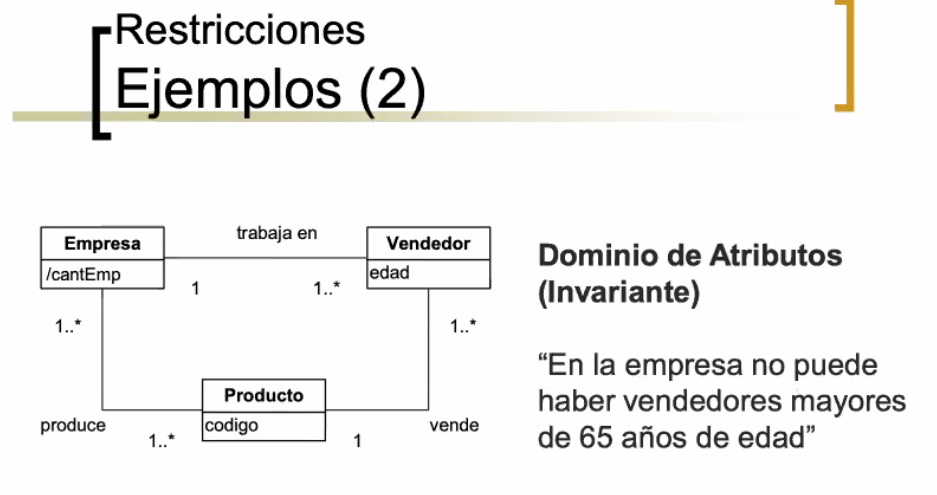 Restricciones
Ejemplos (2)
Empresa
/cantEmp
trabaja en
1
1..*
Vendedor
edad
1..*
1..*
Producto
codigo
produce
1..*
1
vende
Dominio de Atributos
(Invariante)
“En la empresa no puede
haber vendedores mayores
de 65 años de edad”